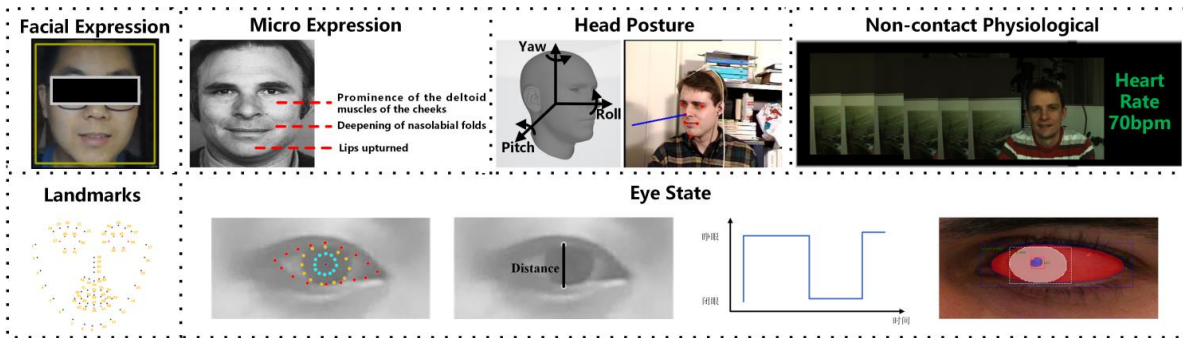 Facial Expression
Micro Expression
Prominence of the deltoid
muscles of the cheeks
Deepening of nasolabial folds
Lips upturned
Head Posture
Yaw
Roll
Pitch
Non-contact Physiological
Heart
Rate
70bpm
Landmarks
Eye State
Distance
睁眼
闭眼
时间